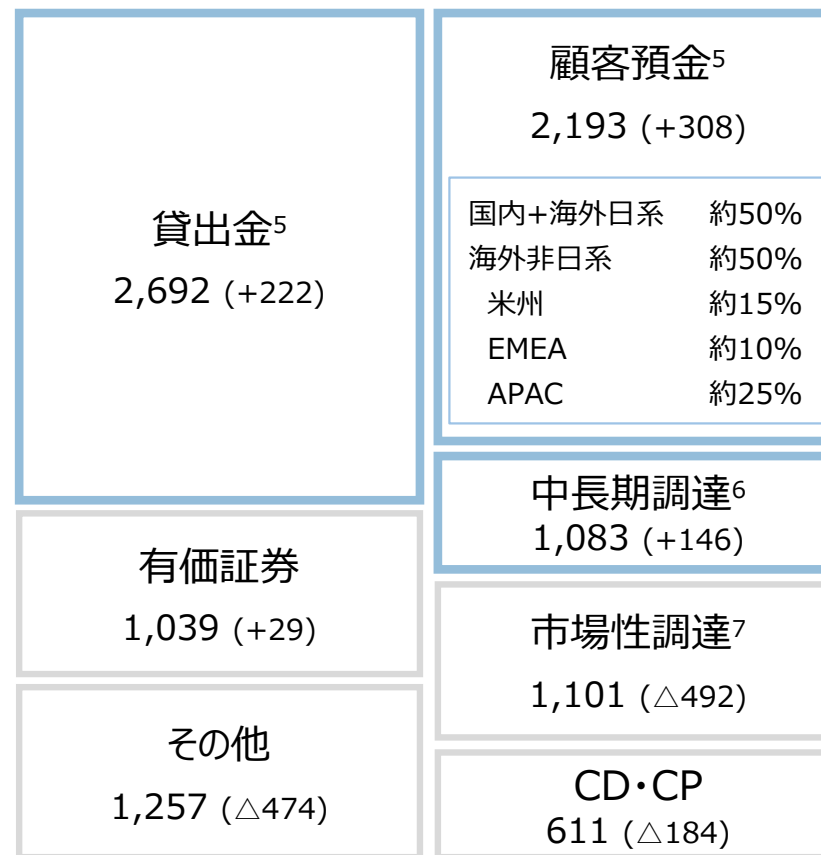 貸出金5
2,692 (+222)
有価証券
1,039 (+29)
その他
1,257 (△474)
顧客預金5
2,193 (+308)
国内+海外日系 約50%
海外非日系 約50%
米州 約15%
EMEA 約10%
APAC 約25%
中長期調達6
1,083 (+146)
市場性調達7
1,101 (△492)
CD・CP
611 (△184)